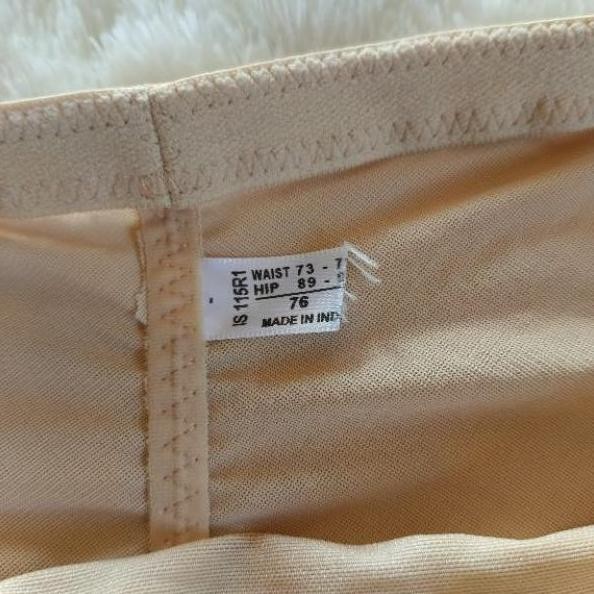 IS 115R1
WAIST 73 - 7
HIP 89 -
76
MADE IN IND